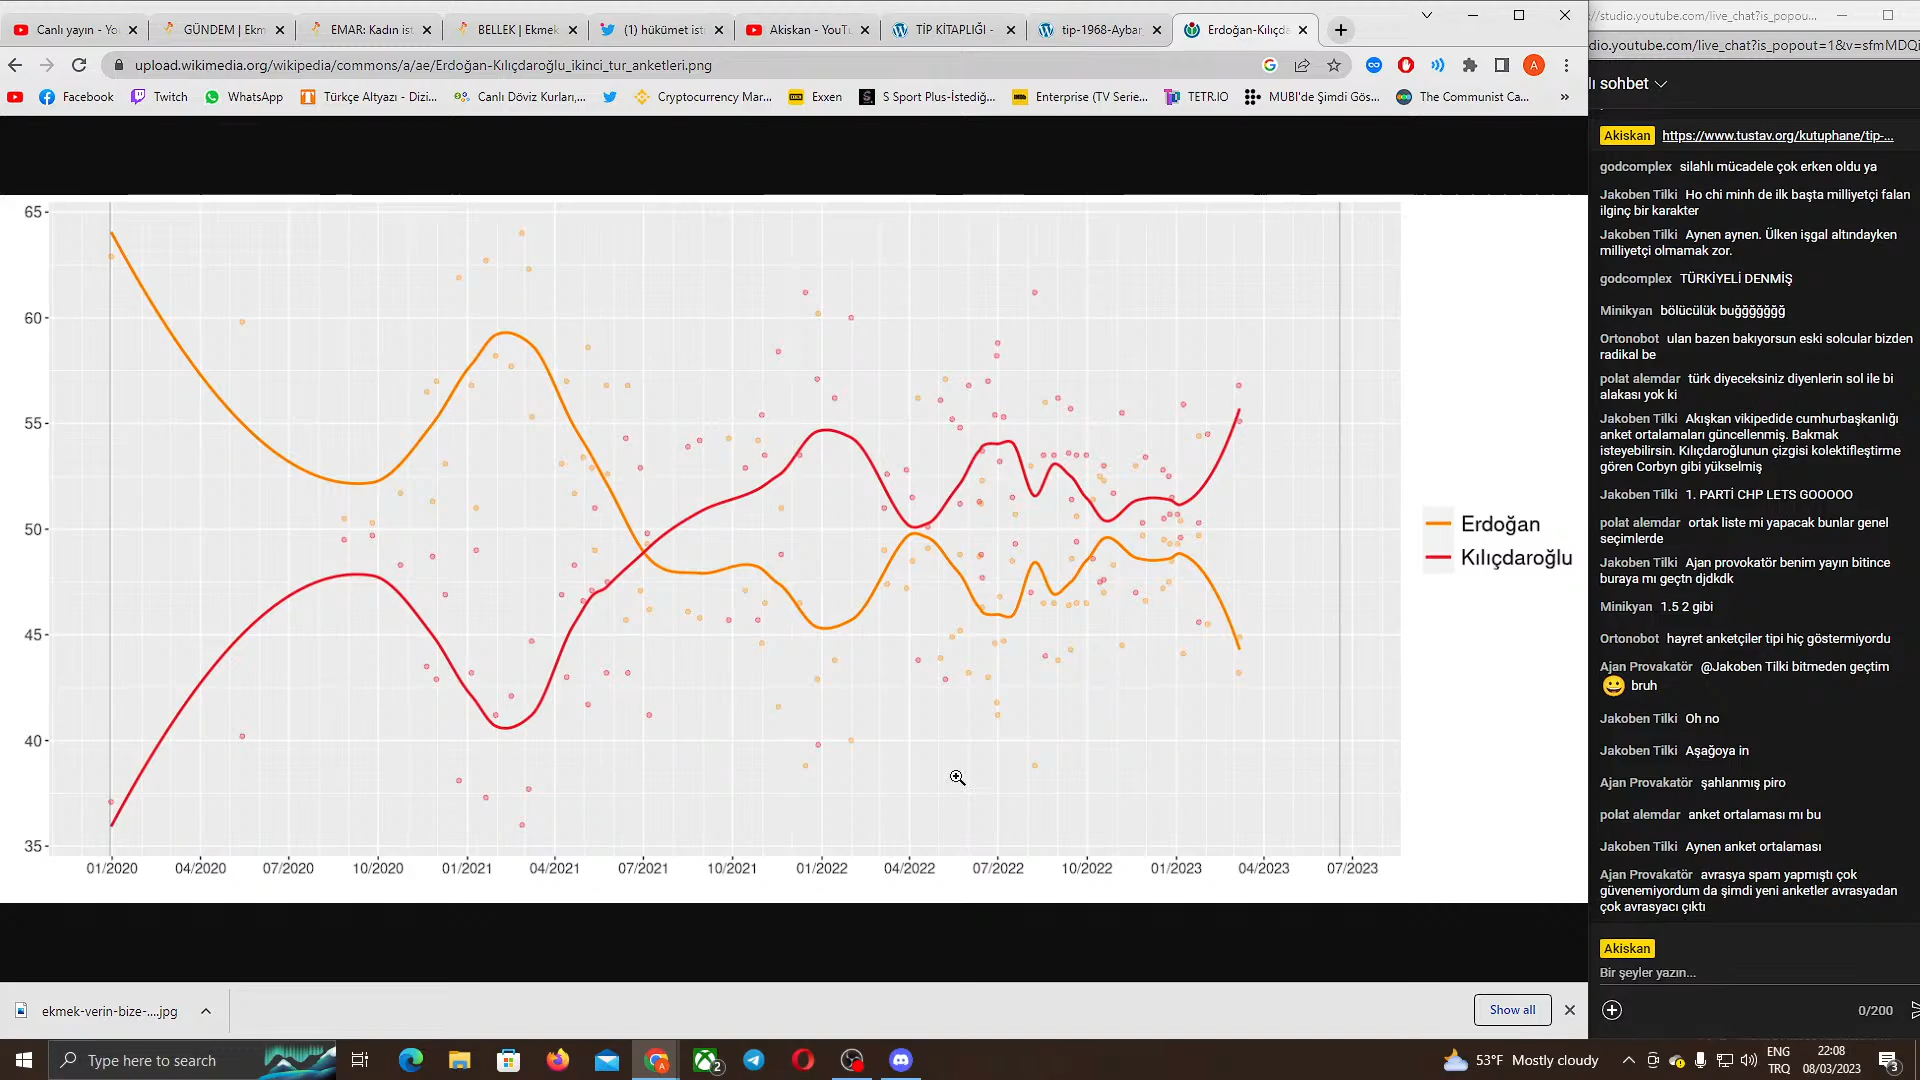 Canlı yayın - Yo
GÜNDEM | Ekm
EMAR: Kadın ist
BELLEK | Ekmek
(1) hükümet isti
Akiskan - YouTu
TİP KİTAPLIĞI -
tip-1968-Aybar
Erdoğan-Kılıçda
//studio.youtube.com/live_chat?is_popou...
upload.wikimedia.org/wikipedia/commons/a/ae/Erdoğan-Kılıçdaroğlu_ikinci_tur_anketleri.png
A
dio.youtube.com/live_chat?is_popout=1&v=sfmMDQi
Facebook
Twitch
WhatsApp
Türkçe Altyazı - Dizi...
Canlı Döviz Kurları,...
Cryptocurrency Mar...
Exxen
S Sport Plus-İstediğ...
Enterprise (TV Serie...
TETR.IO
MUBI'de Şimdi Gös...
The Communist Ca...
»
65
60
55
50
45
40
35
01/2020
04/2020
07/2020
10/2020
01/2021
04/2021
07/2021
10/2021
01/2022
04/2022
07/2022
10/2022
01/2023
04/2023
07/2023
Erdoğan
Kılıçdaroğlu
lı sohbet
Akiskan https://www.tustav.org/kutuphane/tip-...
godcomplex silahlı mücadele çok erken oldu ya
Jakoben Tilki Ho chi minh de ilk başta milliyetçi falan
ilginç bir karakter
Jakoben Tilki Aynen aynen. Ülken işgal altındayken
milliyetçi olmamak zor.
godcomplex TÜRKİYELİ DENMİŞ
Minikyan bölücülük buğğğğğğğ
Ortonobot ulan bazen bakıyorsun eski solcular bizden
radikal be
polat alemdar türk diyeceksiniz diyenlerin sol ile bi
alakası yok ki
Jakoben Tilki Akışkan vikipedide cumhurbaşkanlığı
anket ortalamaları güncellenmiş. Bakmak
isteyebilirsin. Kılıçdaroğlunun çizgisi kolektifleştirme
gören Corbyn gibi yükselmiş
Jakoben Tilki 1. PARTİ CHP LETS GOOOOO
polat alemdar ortak liste mi yapacak bunlar genel
seçimlerde
Jakoben Tilki Ajan provokatör benim yayın bitince
buraya mı geçtn djdkdk
Minikyan 1.5 2 gibi
Ortonobot hayret anketçiler tipi hiç göstermiyordu
Ajan Provakatör @Jakoben Tilki bitmeden geçtim
😀 bruh
Jakoben Tilki Oh no
Jakoben Tilki Aşağoya in
Ajan Provakatör şahlanmış piro
polat alemdar anket ortalaması mı bu
Jakoben Tilki Aynen anket ortalaması
Ajan Provakatör avrasya spam yapmıştı çok
güvenemiyordum da şimdi yeni anketler avrasyadan
çok avrasyacı çıktı
Akiskan
Bir şeyler yazın...
0/200
ekmek-verin-bize-....jpg
Show all
Type here to search
2
53°F Mostly cloudy
ENG
TRQ
22:08
08/03/2023
3